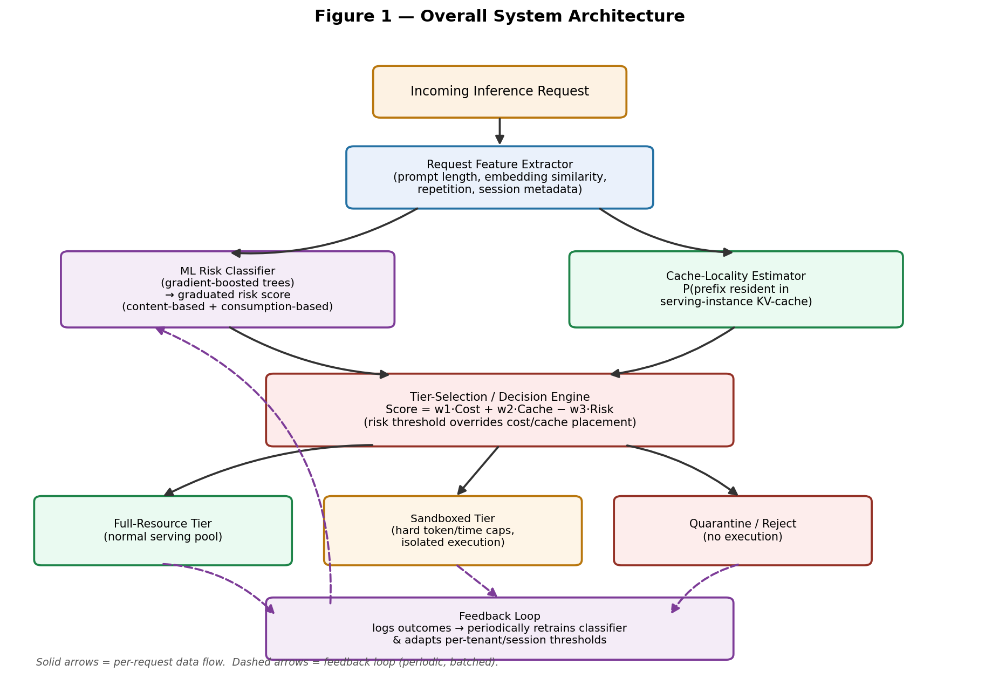 Figure 1 — Overall System Architecture
Incoming Inference Request
Request Feature Extractor
(prompt length, embedding similarity,
repetition, session metadata)
ML Risk Classifier
(gradient-boosted trees)
→ graduated risk score
(content-based + consumption-based)
Cache-Locality Estimator
P(prefix resident in
serving-instance KV-cache)
Tier-Selection / Decision Engine
Score = w1·Cost + w2·Cache − w3·Risk
(risk threshold overrides cost/cache placement)
Full-Resource Tier
(normal serving pool)
Sandboxed Tier
(hard token/time caps,
isolated execution)
Quarantine / Reject
(no execution)
Feedback Loop
logs outcomes → periodically retrains classifier
& adapts per-tenant/session thresholds
Solid arrows = per-request data flow.  Dashed arrows = feedback loop (periodic, batched).